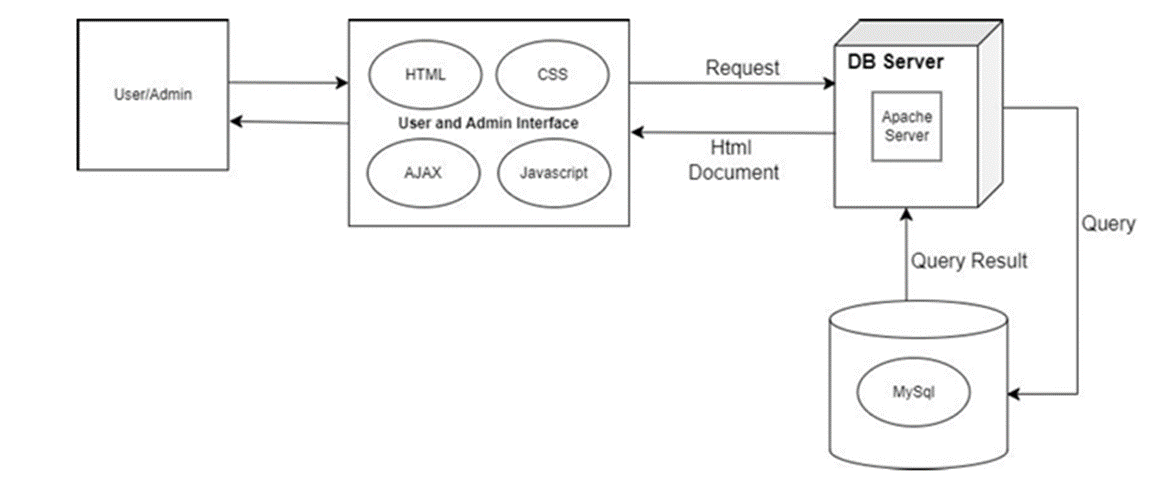 User/Admin
HTML
CSS
User and Admin Interface
AJAX
Javascript
Request
Html
Document
DB Server
Apache
Server
Query
Query Result
MySql